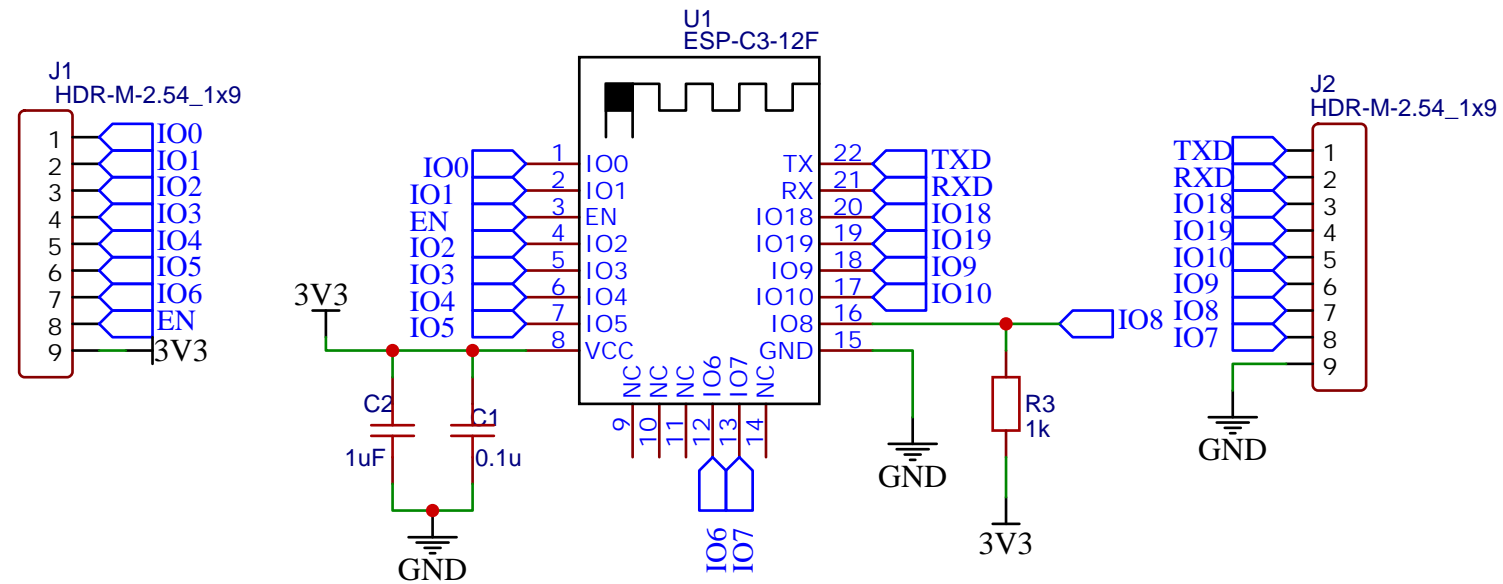 J1
HDR-M-2.54_1x9
1 IO0
2 IO1
3 IO2
4 IO3
5 IO4
6 IO5
7 IO6
8 EN
9 3V3
3V3
C2
1uF
C1
0.1u
GND
U1
ESP-C3-12F
IO0 1 IO0
IO1 2 IO1
EN 3 EN
IO2 4 IO2
IO3 5 IO3
IO4 6 IO4
IO5 7 IO5
8 VCC
NC 9
NC 10
NC 11
IO6 12 IO6
IO7 13 IO7
NC 14
TX 22 TXD
RX 21 RXD
IO18 20 IO18
IO19 19 IO19
IO9 18 IO9
IO10 17 IO10
IO8 16 IO8
GND 15
GND
R3
1k
3V3
J2
HDR-M-2.54_1x9
TXD 1
RXD 2
IO18 3
IO19 4
IO10 5
IO9 6
IO8 7
IO7 8
9
GND